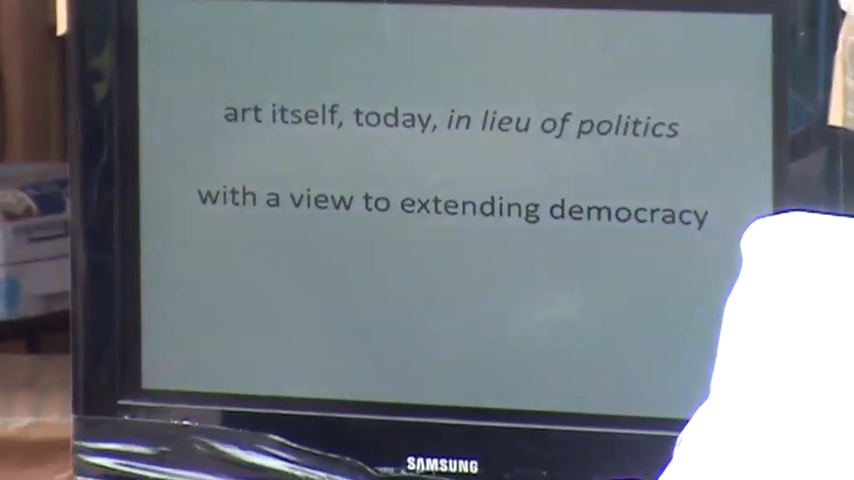 art itself, today, in lieu of politics
with a view to extending democracy
SAMSUNG